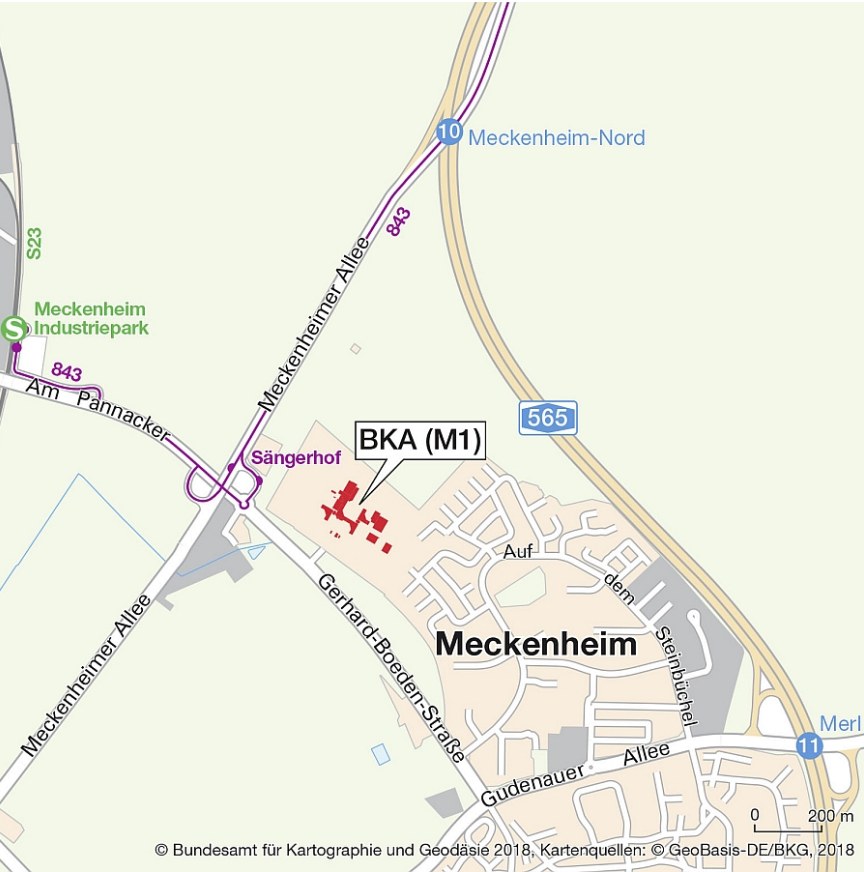 10
Meckenheim-Nord
843
Meckenheimer Allee
S23
S
Meckenheim
Industriepark
843
Am Pannacker
565
BKA (M1)
Sängerhof
Auf dem Steinbüchel
Gerhard-Boeden-Straße
Meckenheim
Meckenheimer Allee
Merl
11
Gudenauer Allee
0 200 m
© Bundesamt für Kartographie und Geodäsie 2018, Kartenquellen: © GeoBasis-DE/BKG, 2018